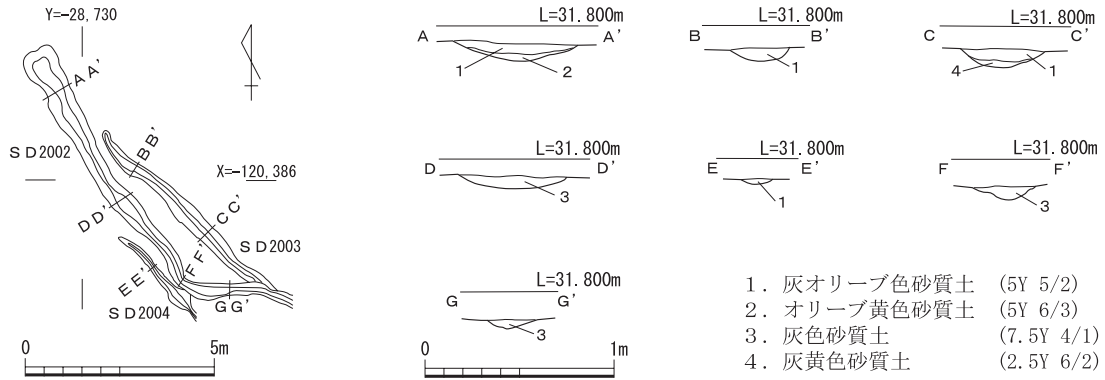 Y=-28,730
A A'
B B'
SD2002
X=-120,386
D D'
C C'
F F'
SD2003
E E'
G G'
SD2004
0 5m
L=31.800m
A A'
1 2
L=31.800m
B B'
1
L=31.800m
C C'
4 1
L=31.800m
D D'
3
L=31.800m
E E'
1
L=31.800m
F F'
3
L=31.800m
G G'
3
0 1m
1. 灰オリーブ色砂質土 (5Y 5/2)
2. オリーブ黄色砂質土 (5Y 6/3)
3. 灰色砂質土 (7.5Y 4/1)
4. 灰黄色砂質土 (2.5Y 6/2)